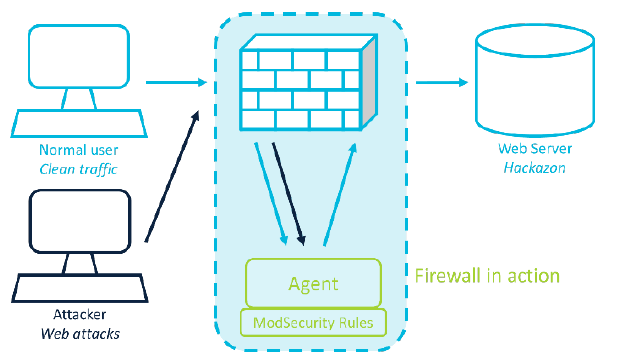 Normal user
Clean traffic
Attacker
Web attacks
Agent
ModSecurity Rules
Firewall in action
Web Server
Hackazon